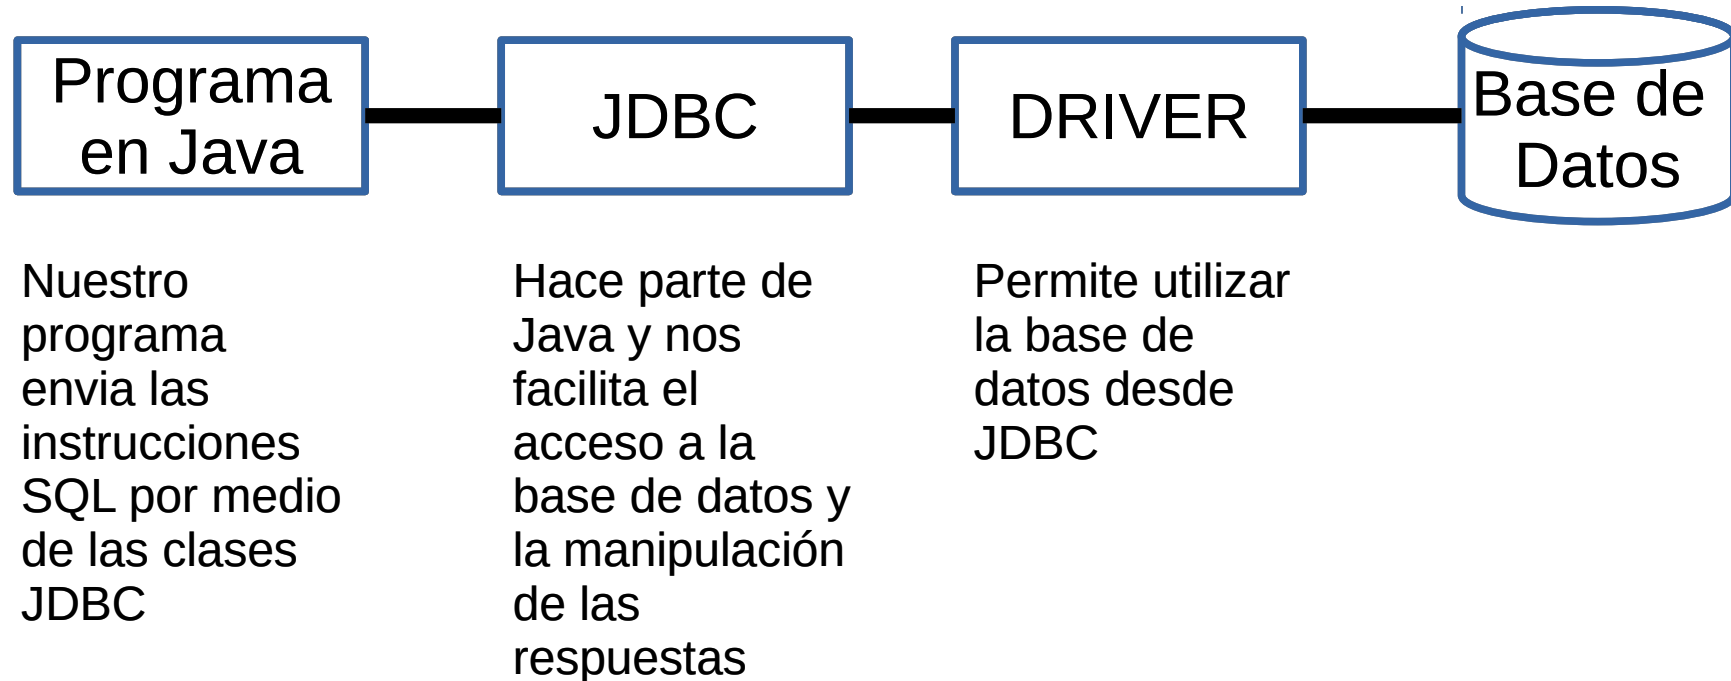 Programa
en Java
JDBC
DRIVER
Base de
Datos
Nuestro
programa
envia las
instrucciones
SQL por medio
de las clases
JDBC
Hace parte de
Java y nos
facilita el
acceso a la
base de datos y
la manipulación
de las
respuestas
Permite utilizar
la base de
datos desde
JDBC